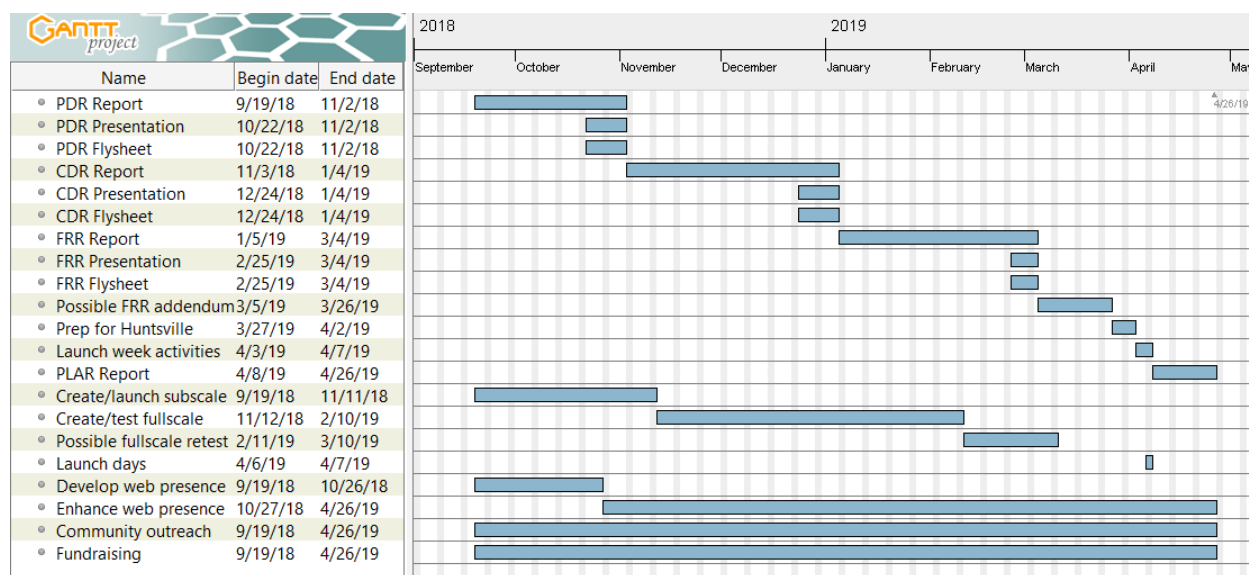 GANTT
project
2018 2019
September October November December January February March April May
Name Begin date End date
4/26/19
PDR Report 9/19/18 11/2/18
PDR Presentation 10/22/18 11/2/18
PDR Flysheet 10/22/18 11/2/18
CDR Report 11/3/18 1/4/19
CDR Presentation 12/24/18 1/4/19
CDR Flysheet 12/24/18 1/4/19
FRR Report 1/5/19 3/4/19
FRR Presentation 2/25/19 3/4/19
FRR Flysheet 2/25/19 3/4/19
Possible FRR addendum 3/5/19 3/26/19
Prep for Huntsville 3/27/19 4/2/19
Launch week activities 4/3/19 4/7/19
PLAR Report 4/8/19 4/26/19
Create/launch subscale 9/19/18 11/11/18
Create/test fullscale 11/12/18 2/10/19
Possible fullscale retest 2/11/19 3/10/19
Launch days 4/6/19 4/7/19
Develop web presence 9/19/18 10/26/18
Enhance web presence 10/27/18 4/26/19
Community outreach 9/19/18 4/26/19
Fundraising 9/19/18 4/26/19